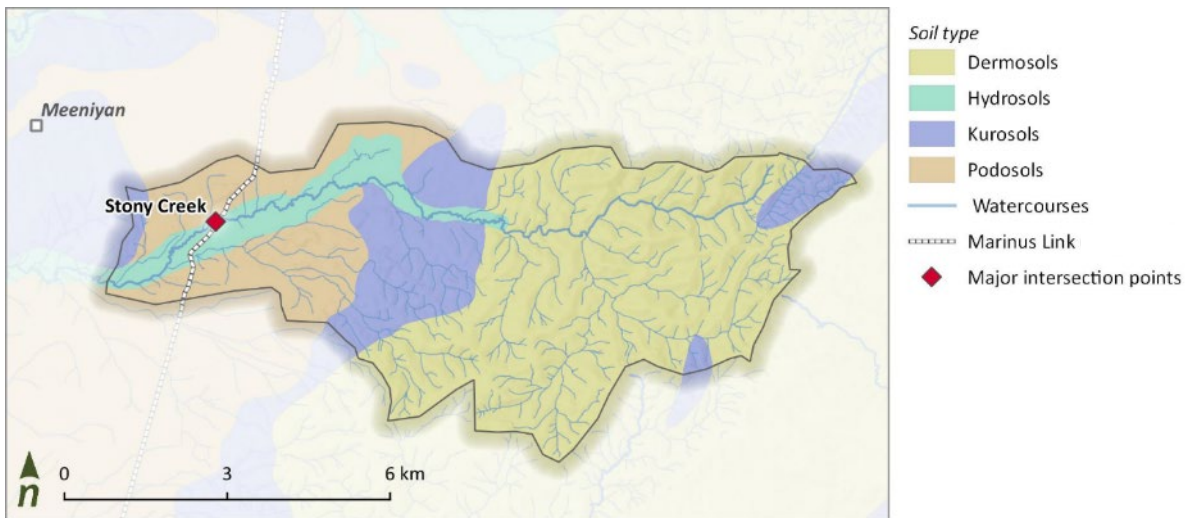 Meeniyan
Stony Creek
0 3 6 km
n
Soil type
Dermosols
Hydrosols
Kurosols
Podosols
Watercourses
Marinus Link
Major intersection points